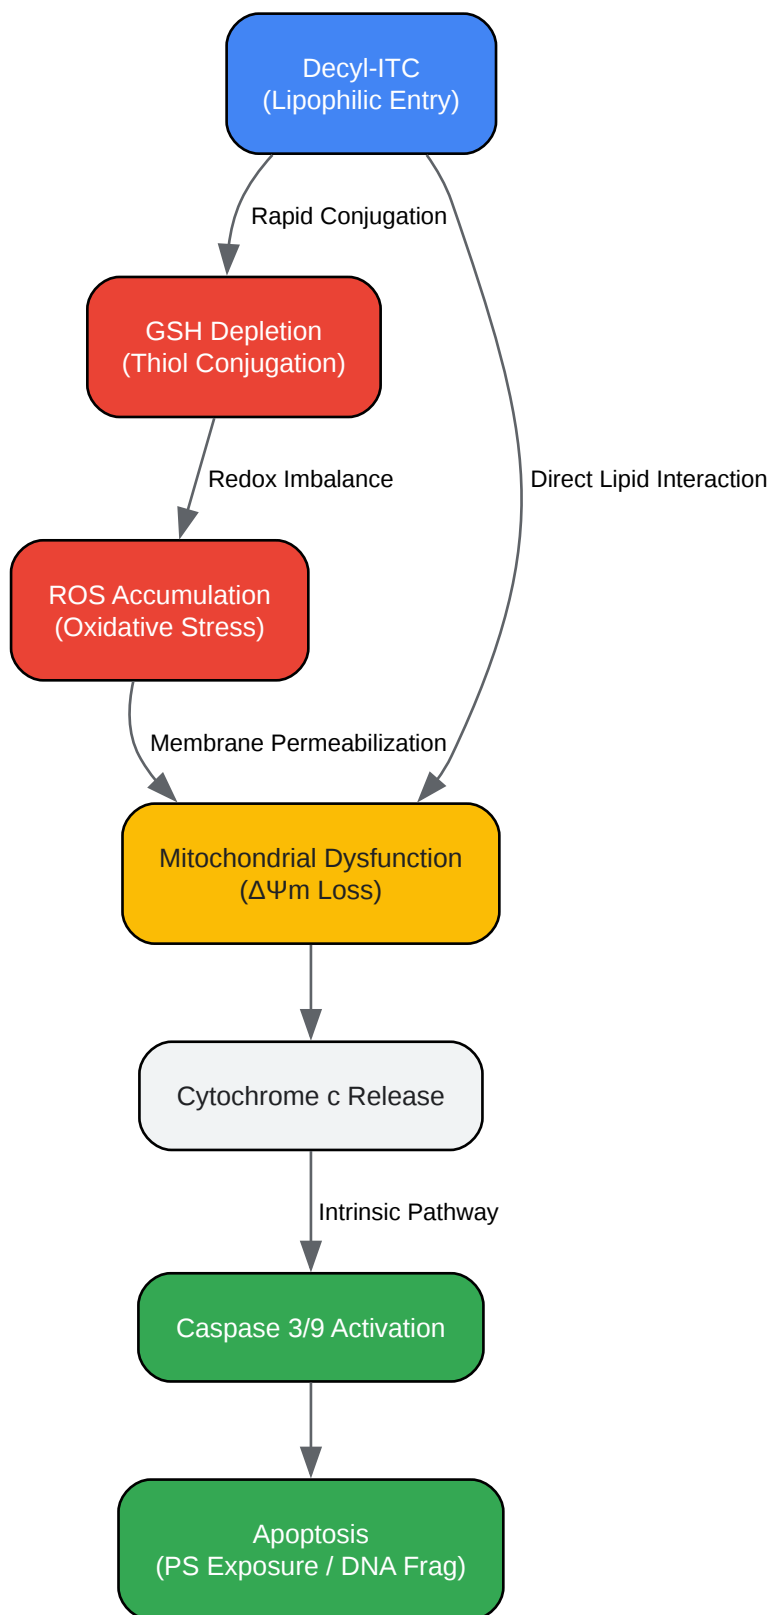 Decyl-ITC
(Lipophilic Entry)
Rapid Conjugation
GSH Depletion
(Thiol Conjugation)
Redox Imbalance
Direct Lipid Interaction
ROS Accumulation
(Oxidative Stress)
Membrane Permeabilization
Mitochondrial Dysfunction
(ΔΨm Loss)
Cytochrome c Release
Intrinsic Pathway
Caspase 3/9 Activation
Apoptosis
(PS Exposure / DNA Frag)